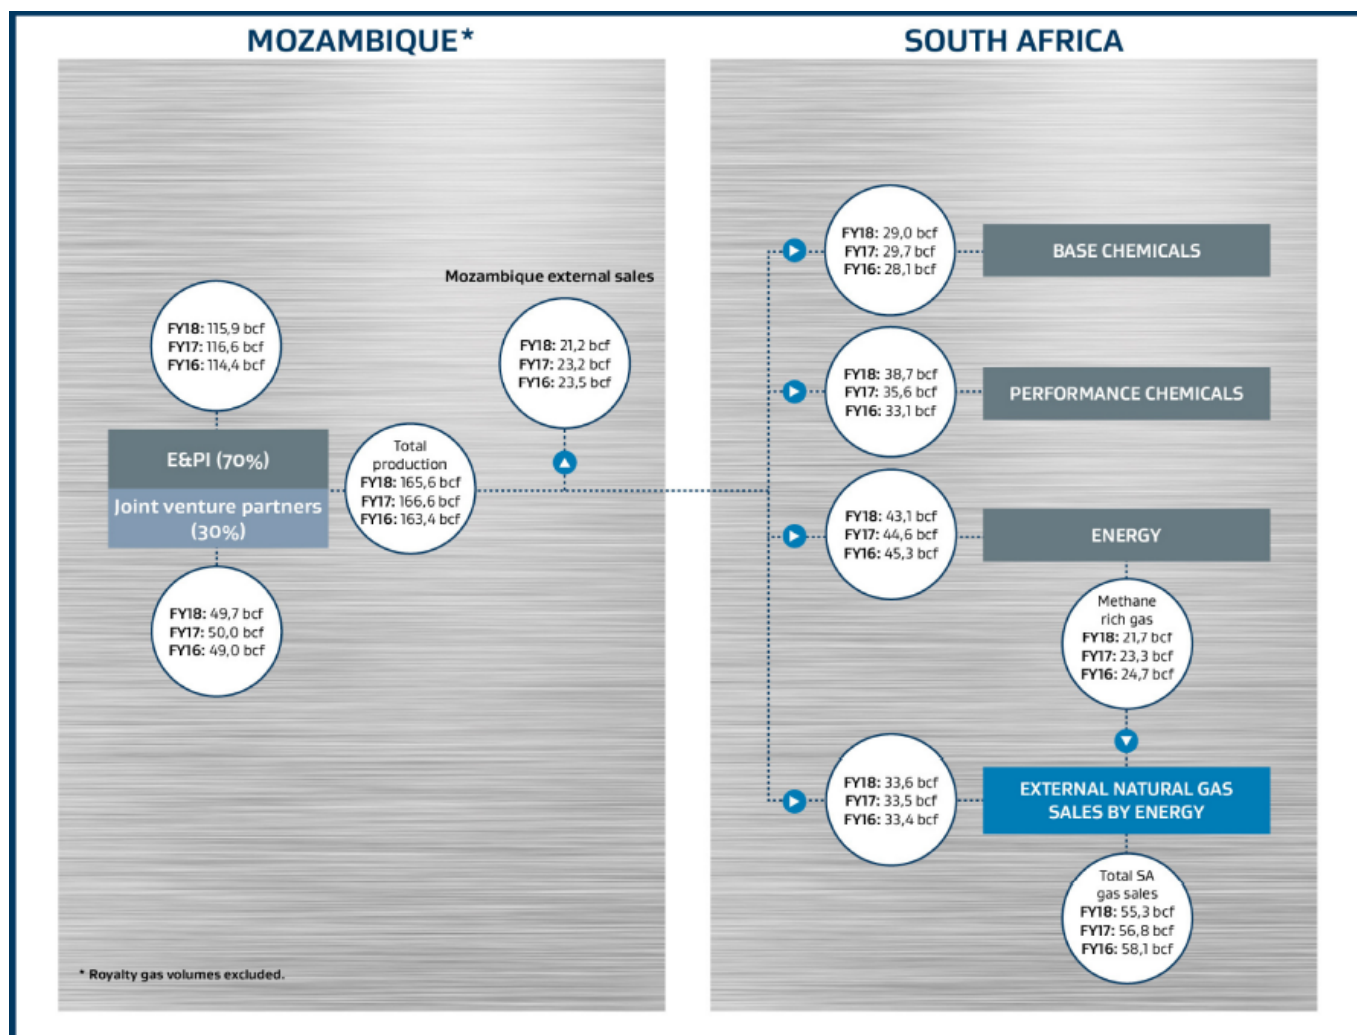 MOZAMBIQUE*
FY18: 115,9 bcf
FY17: 116,6 bcf
FY16: 114,4 bcf
E&PI (70%)
Joint venture partners
(30%)
FY18: 49,7 bcf
FY17: 50,0 bcf
FY16: 49,0 bcf
Total
production
FY18: 165,6 bcf
FY17: 166,6 bcf
FY16: 163,4 bcf
Mozambique external sales
FY18: 21,2 bcf
FY17: 23,2 bcf
FY16: 23,5 bcf
* Royalty gas volumes excluded.
SOUTH AFRICA
FY18: 29,0 bcf
FY17: 29,7 bcf
FY16: 28,1 bcf
BASE CHEMICALS
FY18: 38,7 bcf
FY17: 35,6 bcf
FY16: 33,1 bcf
PERFORMANCE CHEMICALS
FY18: 43,1 bcf
FY17: 44,6 bcf
FY16: 45,3 bcf
ENERGY
Methane
rich gas
FY18: 21,7 bcf
FY17: 23,3 bcf
FY16: 24,7 bcf
FY18: 33,6 bcf
FY17: 33,5 bcf
FY16: 33,4 bcf
EXTERNAL NATURAL GAS
SALES BY ENERGY
Total SA
gas sales
FY18: 55,3 bcf
FY17: 56,8 bcf
FY16: 58,1 bcf